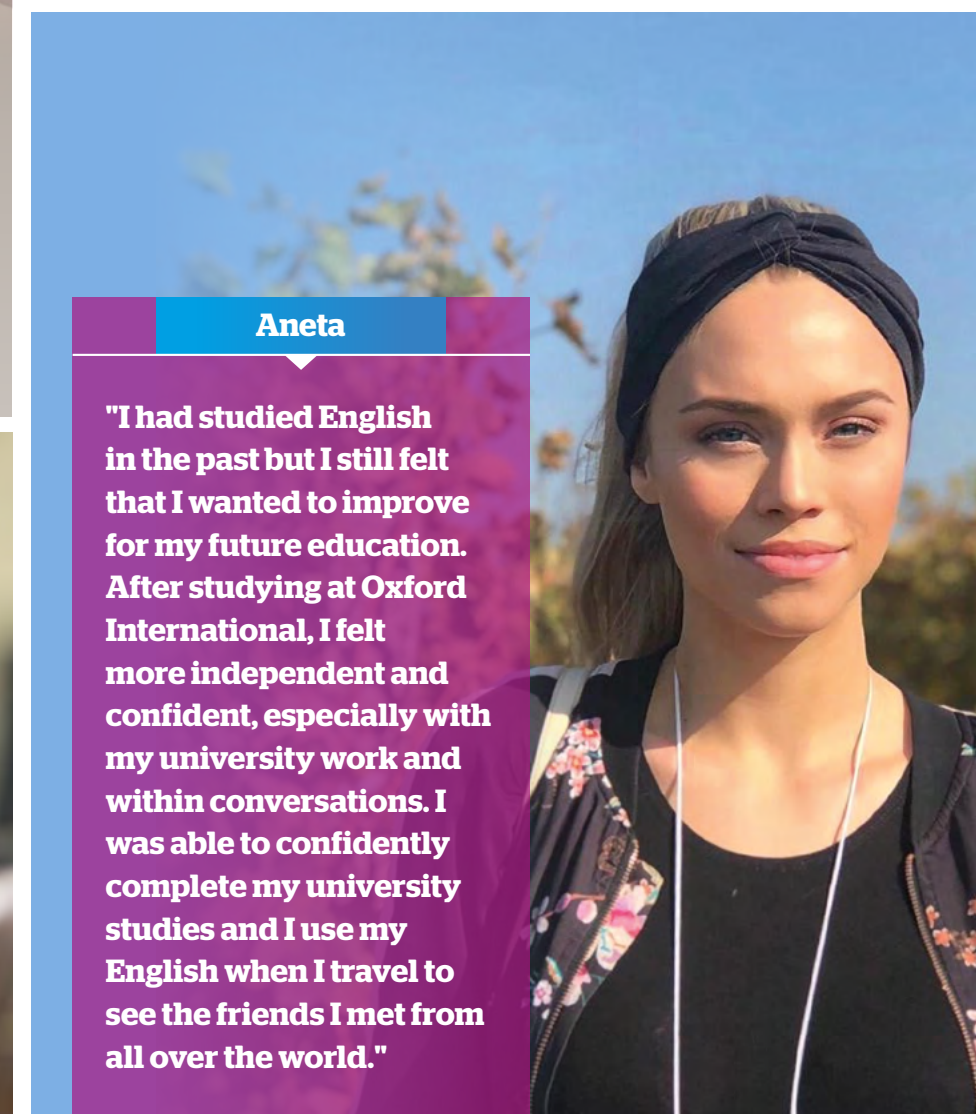 Aneta
"I had studied English
in the past but I still felt
that I wanted to improve
for my future education.
After studying at Oxford
International, I felt
more independent and
confident, especially with
my university work and
within conversations. I
was able to confidently
complete my university
studies and I use my
English when I travel to
see the friends I met from
all over the world."